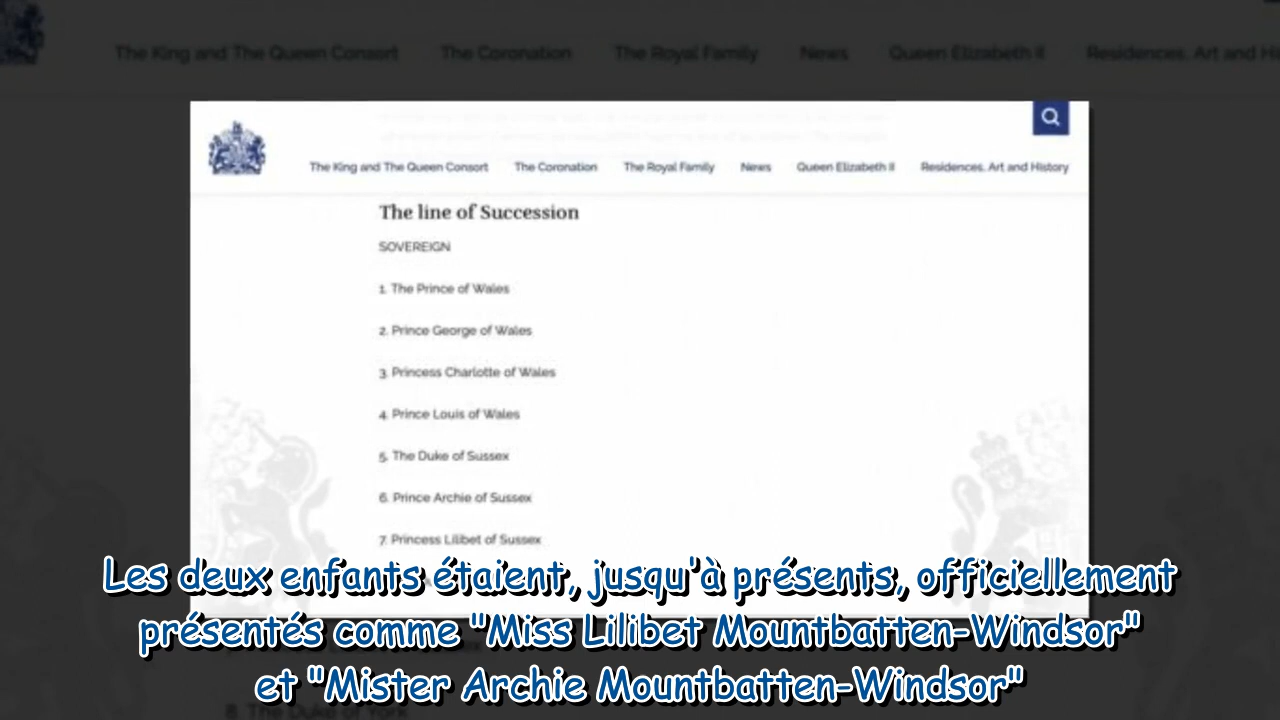 The King and The Queen Consort The Coronation The Royal Family News Queen Elizabeth II Residences, Art and Hi
The King and The Queen Consort The Coronation The Royal Family News Queen Elizabeth II Residences, Art and History
The line of Succession
SOVEREIGN
1. The Prince of Wales
2. Prince George of Wales
3. Princess Charlotte of Wales
4. Prince Louis of Wales
5. The Duke of Sussex
6. Prince Archie of Sussex
7. Princess Lilibet of Sussex
Les deux enfants étaient, jusqu'à présents, officiellement
présentés comme "Miss Lilibet Mountbatten-Windsor"
et "Mister Archie Mountbatten-Windsor"
8. The Duke of York